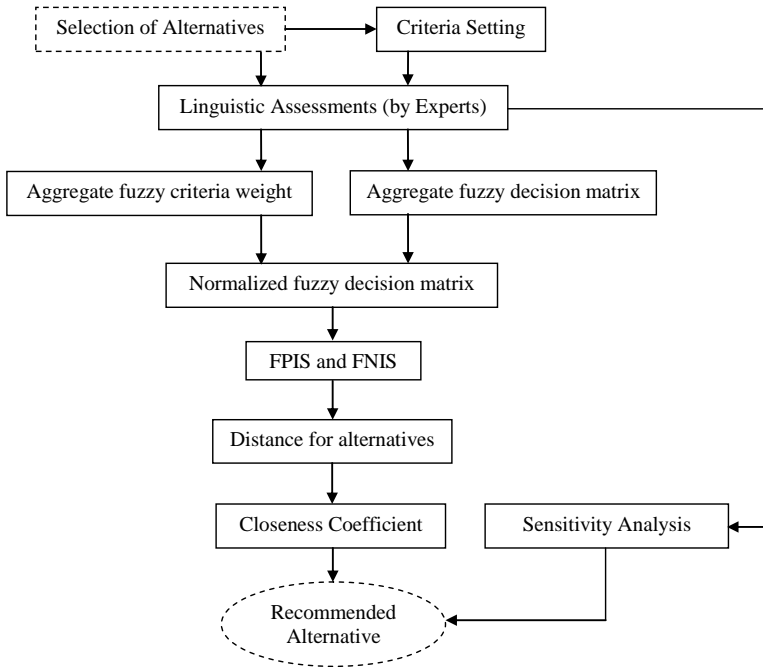 Selection of Alternatives
Criteria Setting
Linguistic Assessments (by Experts)
Aggregate fuzzy criteria weight
Aggregate fuzzy decision matrix
Normalized fuzzy decision matrix
FPIS and FNIS
Distance for alternatives
Closeness Coefficient
Sensitivity Analysis
Recommended
Alternative